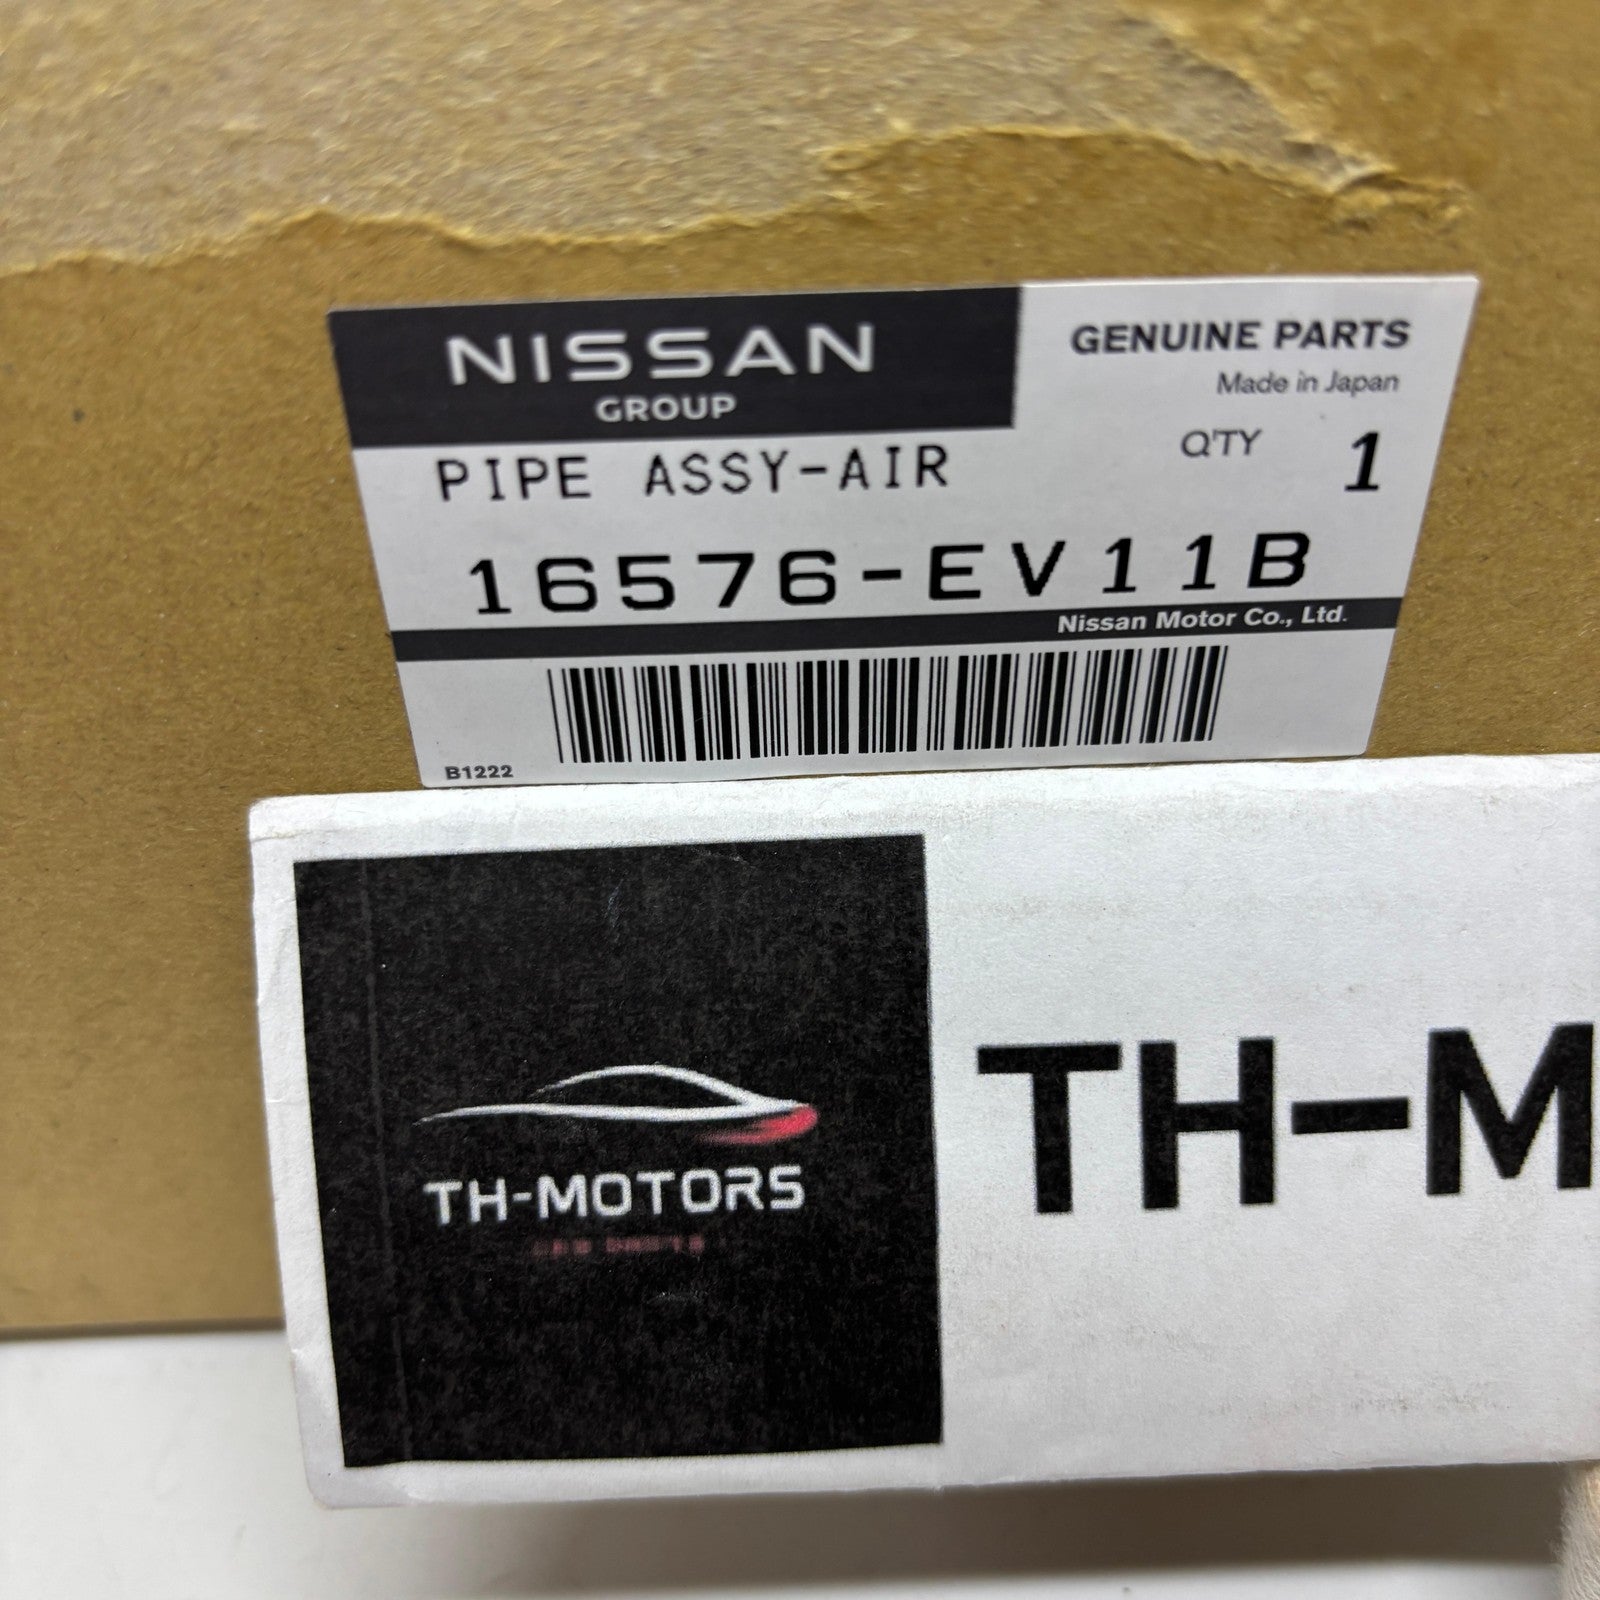 NISSAN
GROUP
GENUINE PARTS
Made in Japan
PIPE ASSY-AIR
Q'TY 1
16576-EV11B
Nissan Motor Co., Ltd.
B1222
TH-MOTORS
TH-M